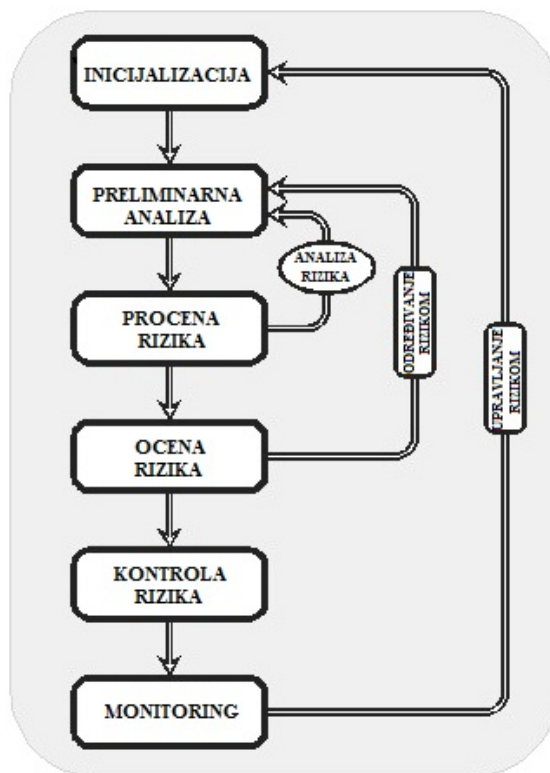 INICIJALIZACIJA
PRELIMINARNA
ANALIZA
ANALIZA
RIZIKA
PROCENA
RIZIKA
ODREĐIVANJE
RIZIKOM
UPRAVLJANJE
RIZIKOM
OCENA
RIZIKA
KONTROLA
RIZIKA
MONITORING